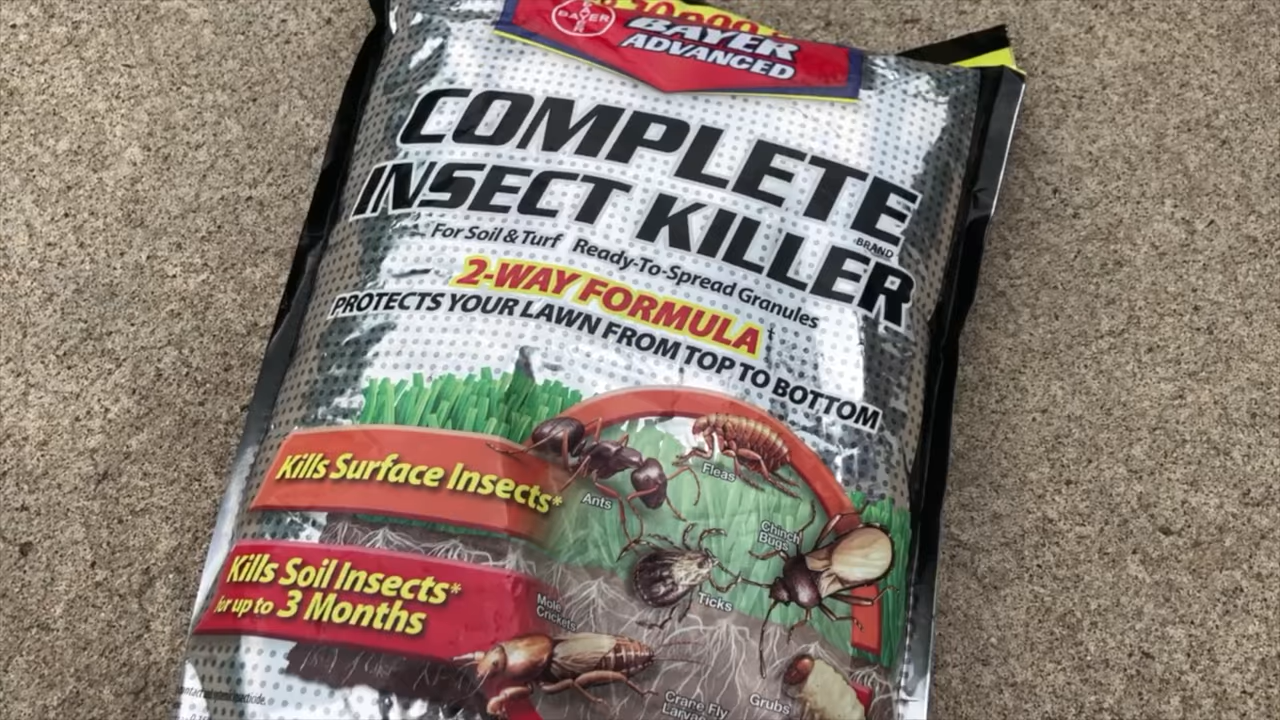 BAYER
BAYER
ADVANCED
COMPLETE
INSECT KILLER
BRAND
For Soil & Turf Ready-To-Spread Granules
2-WAY FORMULA†
PROTECTS YOUR LAWN FROM TOP TO BOTTOM
Kills Surface Insects*
Ants
Fleas
Chinch
Bugs
Kills Soil Insects*
for up to 3 Months
Ticks
Mole
Crickets
Crane Fly
Larvae
Grubs